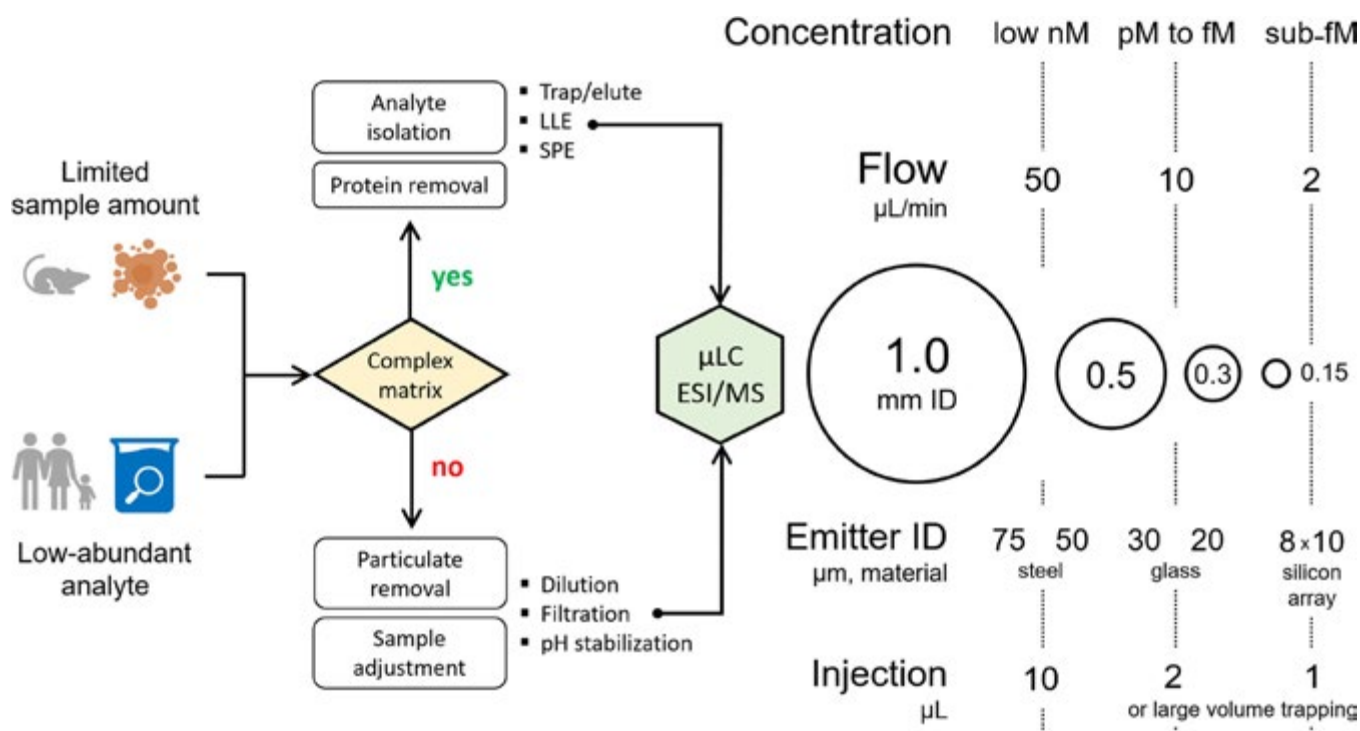 Concentration low nM pM to fM sub-fM
Limited
sample amount
Low-abundant
analyte
Complex
matrix
yes
no
Analyte
isolation
Protein removal
▪ Trap/elute
▪ LLE
▪ SPE
Particulate
removal
Sample
adjustment
▪ Dilution
▪ Filtration
▪ pH stabilization
µLC
ESI/MS
Flow 50 10 2
µL/min
1.0
mm ID
0.5
0.3
0.15
Emitter ID 75 50 30 20 8×10
µm, material steel glass silicon
array
Injection 10 2 1
µL or large volume trapping